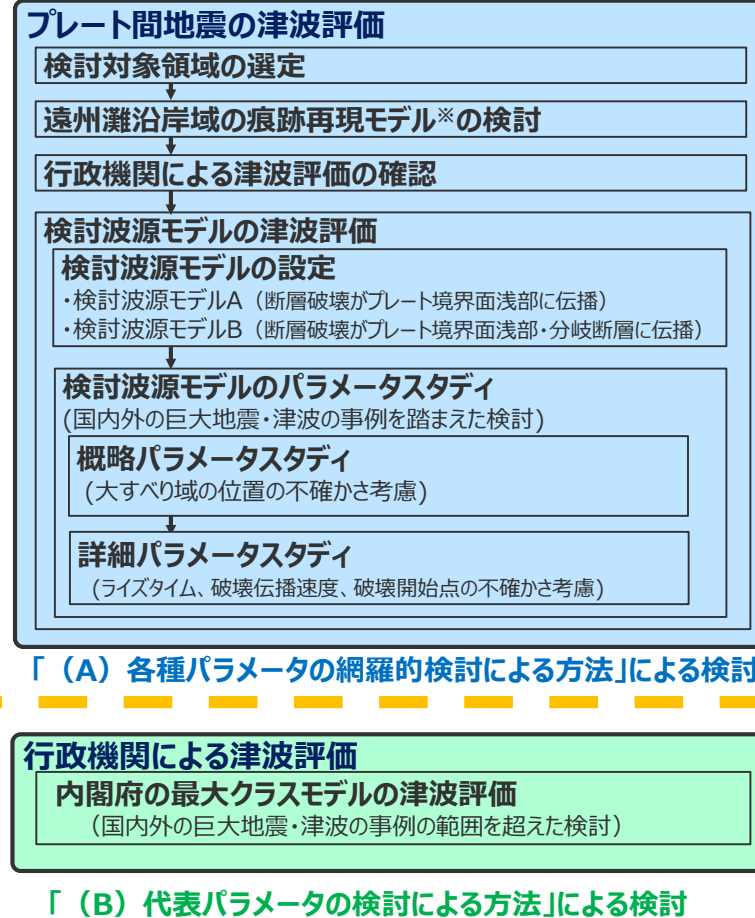 プレート間地震の津波評価
検討対象領域の選定
遠州灘沿岸域の痕跡再現モデル※の検討
行政機関による津波評価の確認
検討波源モデルの津波評価
検討波源モデルの設定
・検討波源モデルA（断層破壊がプレート境界面浅部に伝播）
・検討波源モデルB（断層破壊がプレート境界面浅部・分岐断層に伝播）
検討波源モデルのパラメータスタディ
(国内外の巨大地震・津波の事例を踏まえた検討)
概略パラメータスタディ
(大すべり域の位置の不確かさ考慮)
詳細パラメータスタディ
(ライズタイム、破壊伝播速度、破壊開始点の不確かさ考慮)
「（A）各種パラメータの網羅的検討による方法」による検討
行政機関による津波評価
内閣府の最大クラスモデルの津波評価
（国内外の巨大地震・津波の事例の範囲を超えた検討）
「（B）代表パラメータの検討による方法」による検討